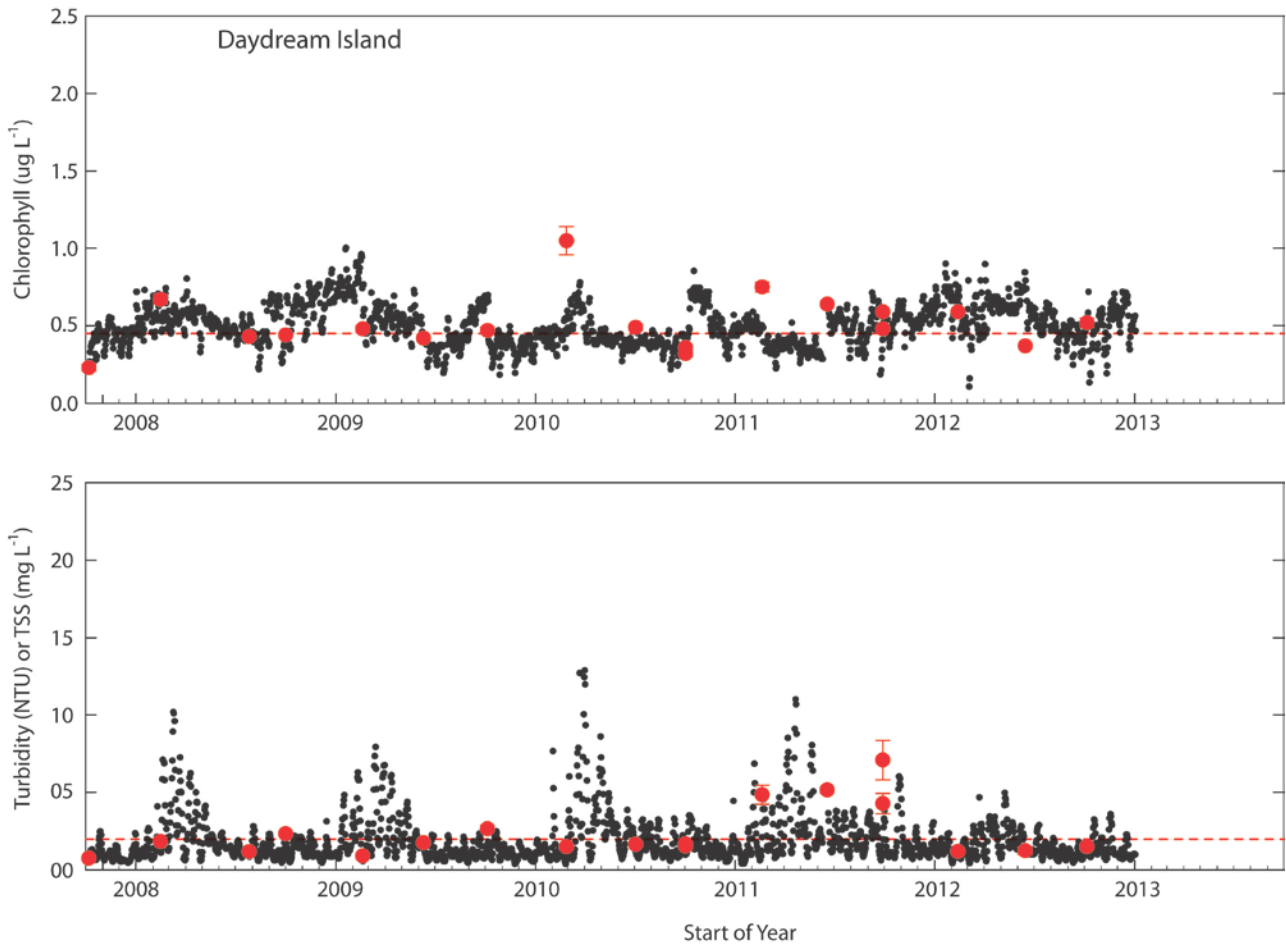 Daydream Island
Chlorophyll (ug L⁻¹)
2.5
2.0
1.5
1.0
0.5
0.0
2008 2009 2010 2011 2012 2013
Turbidity (NTU) or TSS (mg L⁻¹)
25
20
15
10
05
00
2008 2009 2010 2011 2012 2013
Start of Year